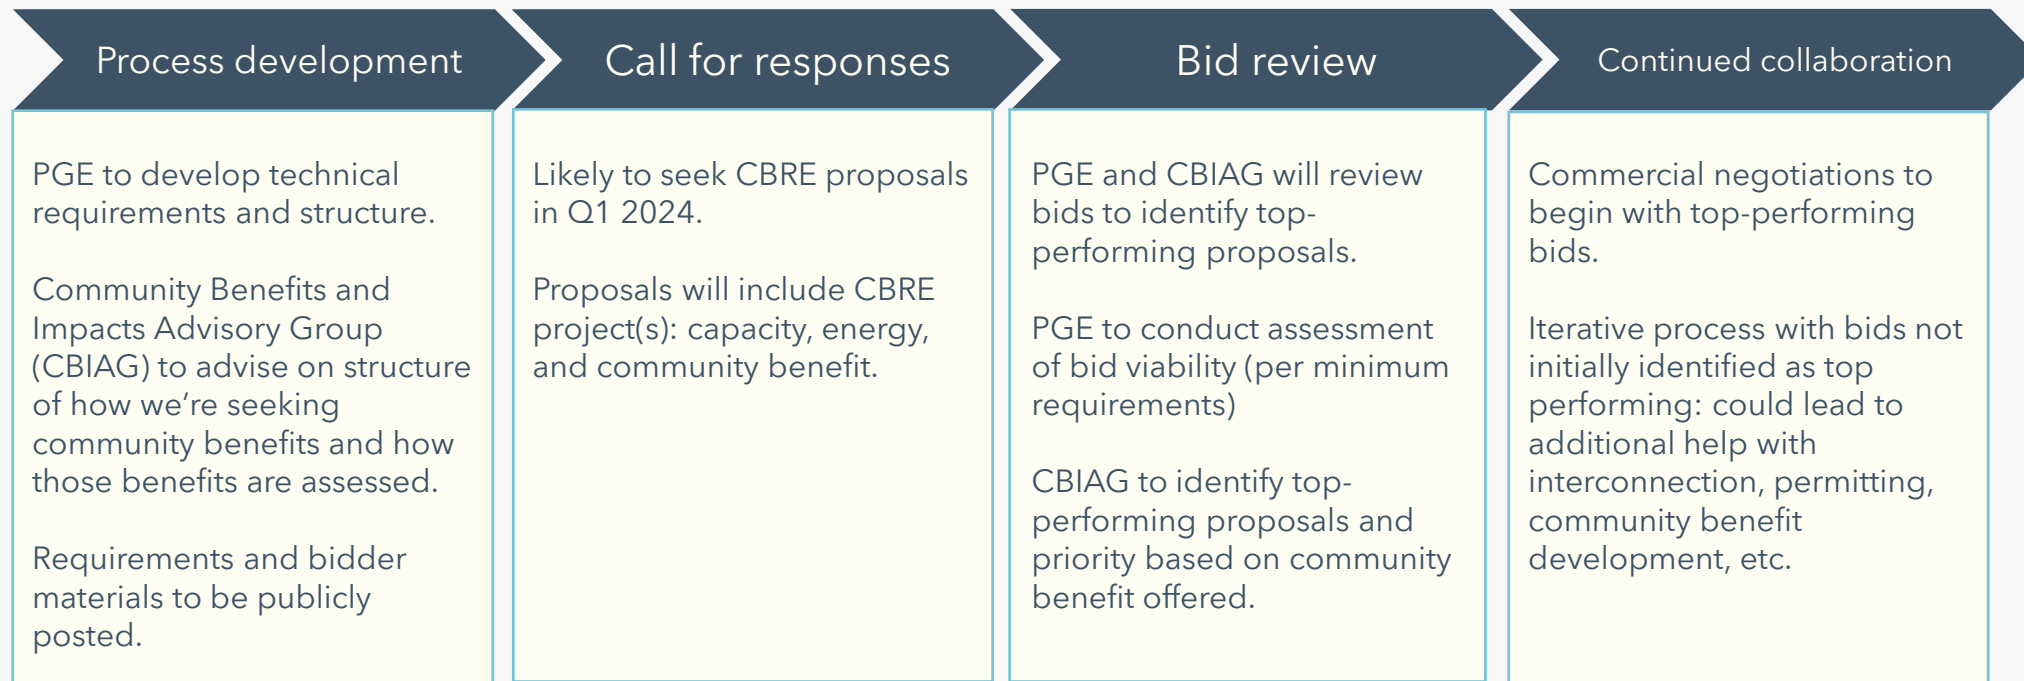 Process development
PGE to develop technical
requirements and structure.
Community Benefits and
Impacts Advisory Group
(CBIAG) to advise on structure
of how we’re seeking
community benefits and how
those benefits are assessed.
Requirements and bidder
materials to be publicly
posted.
Call for responses
Likely to seek CBRE proposals
in Q1 2024.
Proposals will include CBRE
project(s): capacity, energy,
and community benefit.
Bid review
PGE and CBIAG will review
bids to identify top-
performing proposals.
PGE to conduct assessment
of bid viability (per minimum
requirements)
CBIAG to identify top-
performing proposals and
priority based on community
benefit offered.
Continued collaboration
Commercial negotiations to
begin with top-performing
bids.
Iterative process with bids not
initially identified as top
performing: could lead to
additional help with
interconnection, permitting,
community benefit
development, etc.